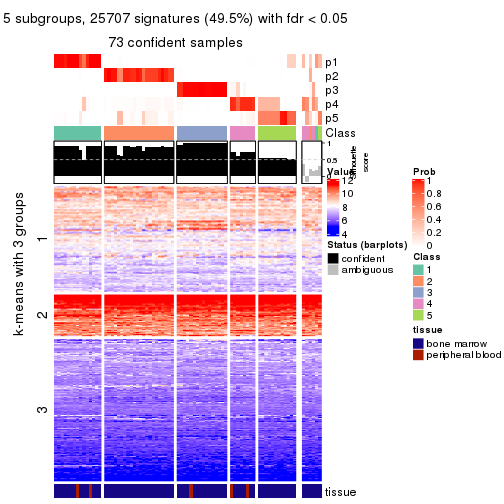 5 subgroups, 25707 signatures (49.5%) with fdr < 0.05
73 confident samples
p1
p2
p3
p4
p5
Class
1
0.5
0
silhouette
score
k-means with 3 groups
1
2
3
tissue
Value
12
10
8
6
4
Status (barplots)
confident
ambiguous
Prob
1
0.8
0.6
0.4
0.2
0
Class
1
2
3
4
5
tissue
bone marrow
peripheral blood